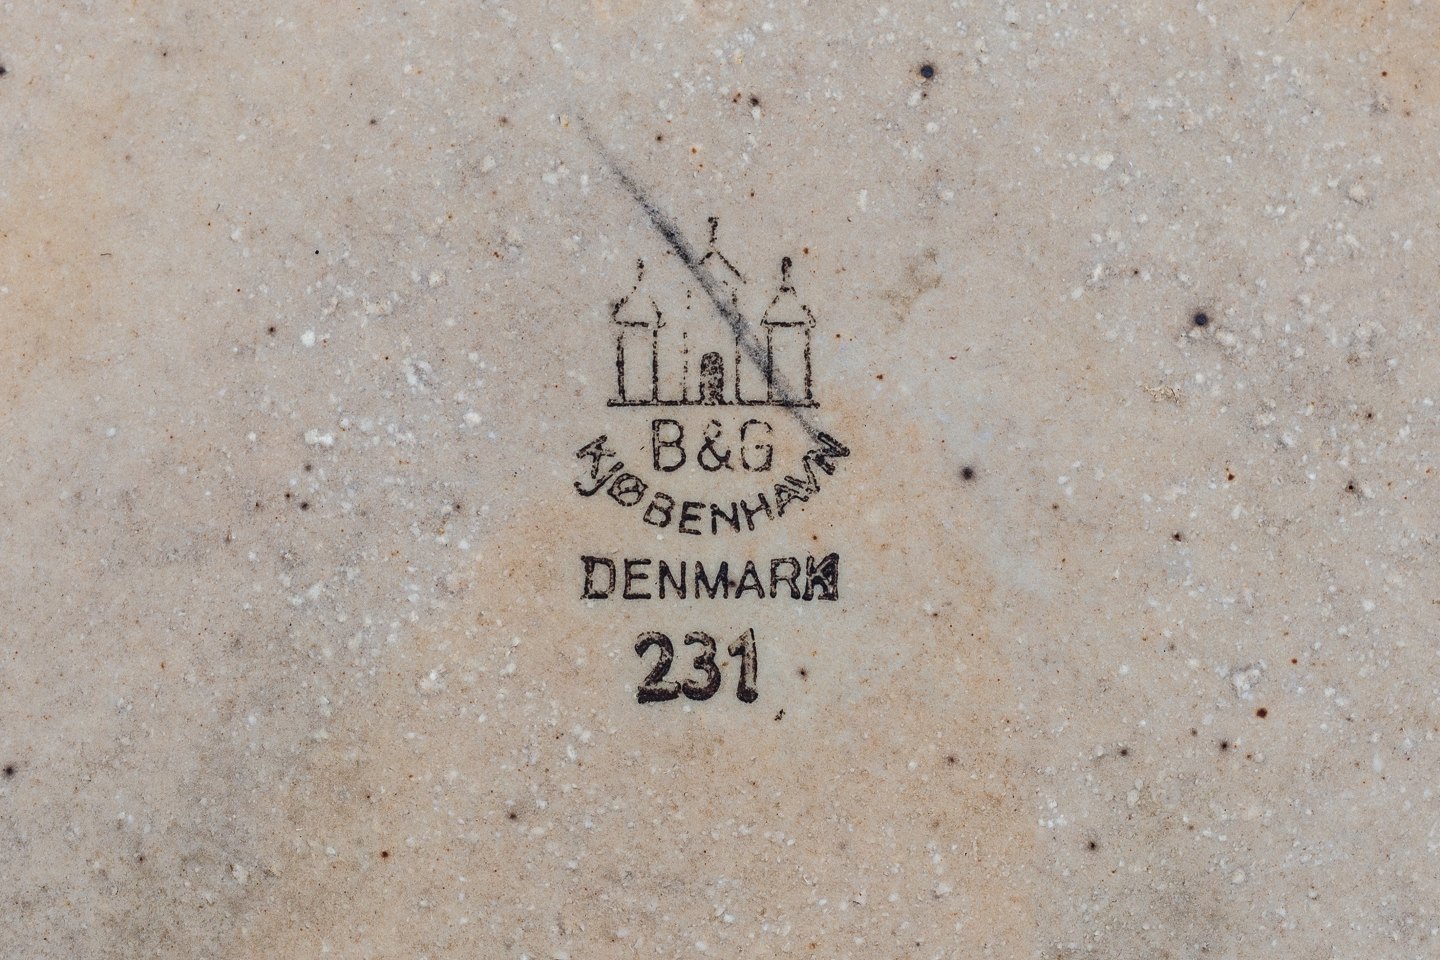 B&G
KJØBENHAVN
DENMARK
231